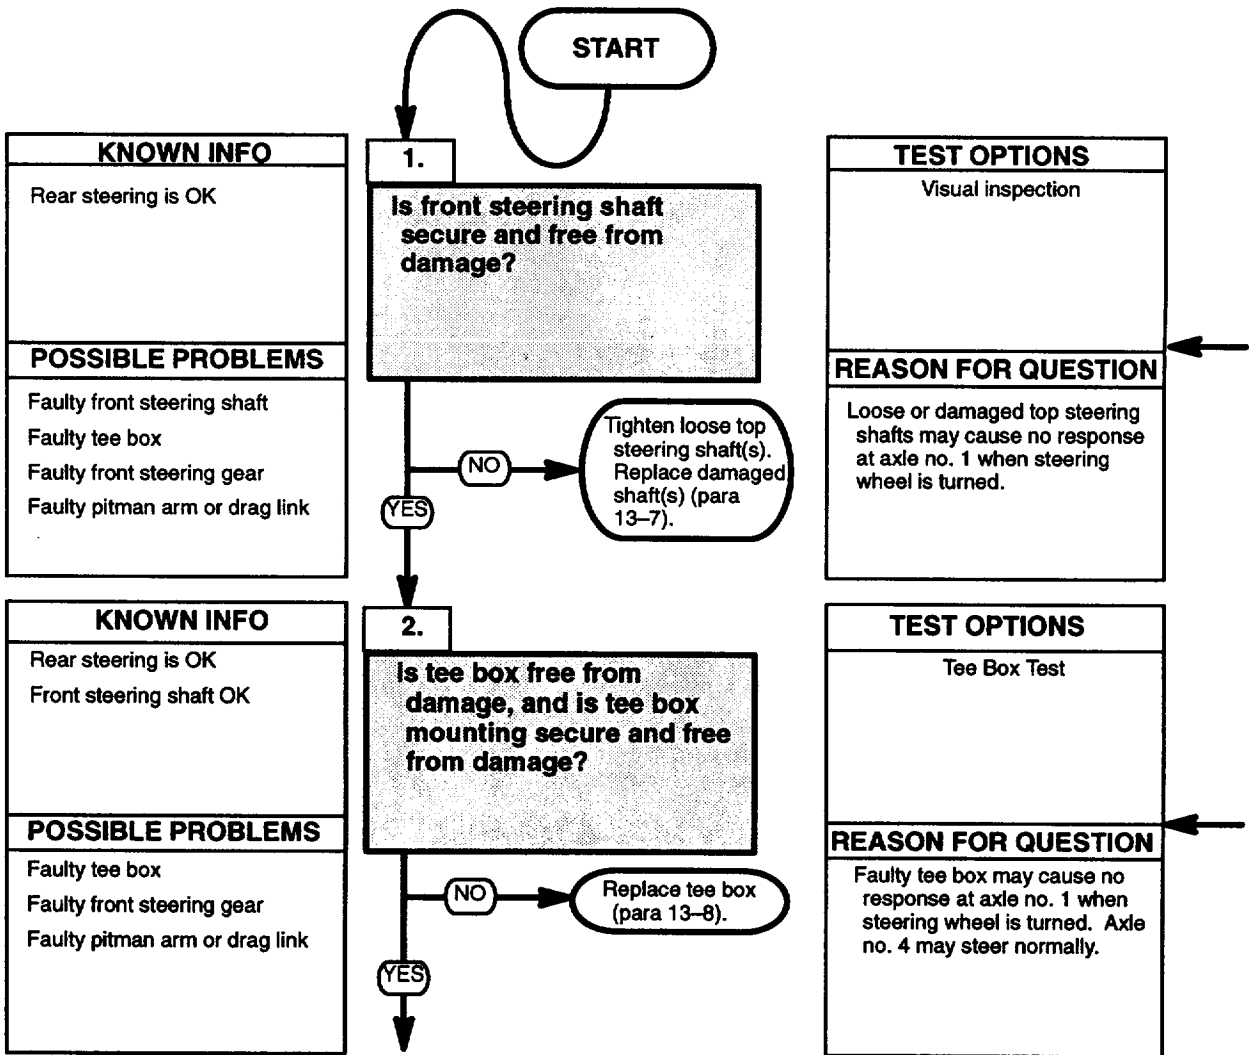 START
KNOWN INFO
Rear steering is OK
POSSIBLE PROBLEMS
Faulty front steering shaft
Faulty tee box
Faulty front steering gear
Faulty pitman arm or drag link
1.
Is front steering shaft
secure and free from
damage?
NO
Tighten loose top
steering shaft(s).
Replace damaged
shaft(s) (para
13–7).
YES
TEST OPTIONS
Visual inspection
REASON FOR QUESTION
Loose or damaged top steering
shafts may cause no response
at axle no. 1 when steering
wheel is turned.
KNOWN INFO
Rear steering is OK
Front steering shaft OK
POSSIBLE PROBLEMS
Faulty tee box
Faulty front steering gear
Faulty pitman arm or drag link
2.
Is tee box free from
damage, and is tee box
mounting secure and free
from damage?
NO
Replace tee box
(para 13–8).
YES
TEST OPTIONS
Tee Box Test
REASON FOR QUESTION
Faulty tee box may cause no
response at axle no. 1 when
steering wheel is turned. Axle
no. 4 may steer normally.